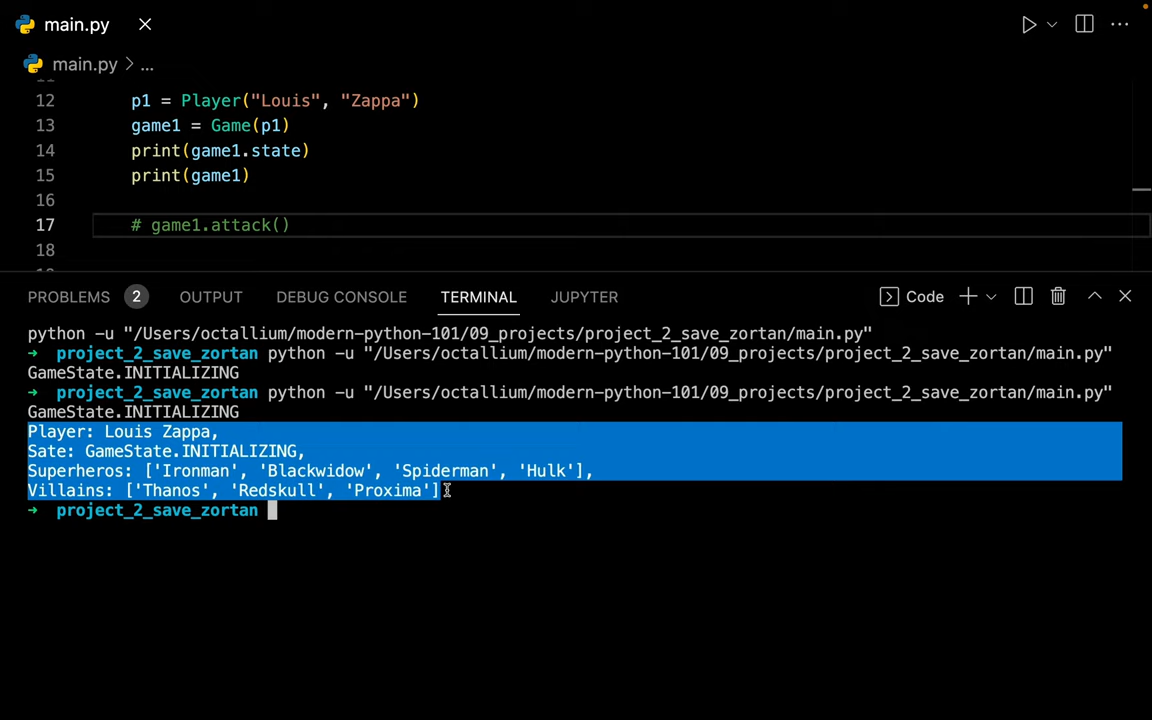 main.py
main.py > ...
11
12 p1 = Player("Louis", "Zappa")
13 game1 = Game(p1)
14 print(game1.state)
15 print(game1)
16
17 # game1.attack()
18
PROBLEMS 2 OUTPUT DEBUG CONSOLE TERMINAL JUPYTER Code
python -u "/Users/octallium/modern-python-101/09_projects/project_2_save_zortan/main.py"
→ project_2_save_zortan python -u "/Users/octallium/modern-python-101/09_projects/project_2_save_zortan/main.py"
GameState.INITIALIZING
→ project_2_save_zortan python -u "/Users/octallium/modern-python-101/09_projects/project_2_save_zortan/main.py"
GameState.INITIALIZING
Player: Louis Zappa,
Sate: GameState.INITIALIZING,
Superheros: ['Ironman', 'Blackwidow', 'Spiderman', 'Hulk'],
Villains: ['Thanos', 'Redskull', 'Proxima']
→ project_2_save_zortan